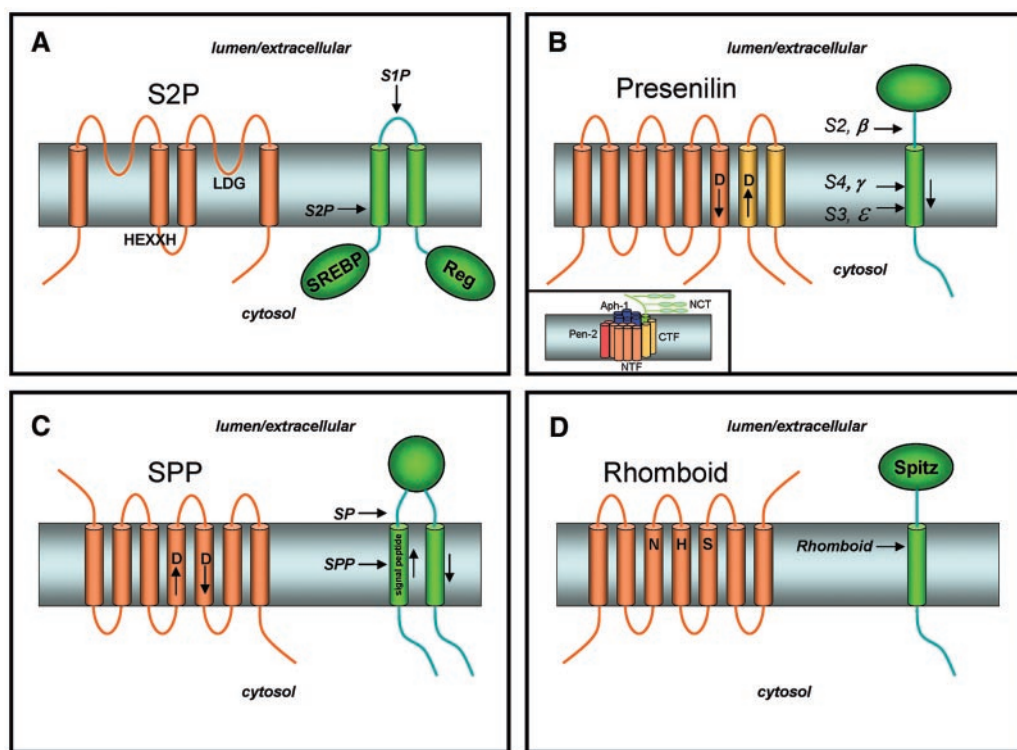 A
lumen/extracellular
S2P
S1P
LDG
S2P
HEXXH
SREBP
Reg
cytosol
B
lumen/extracellular
Presenilin
S2, β
D
D
S4, γ
S3, ε
cytosol
Aph-1
NCT
Pen-2
CTF
NTF
C
lumen/extracellular
SPP
SP
D
D
SPP
signal peptide
cytosol
D
lumen/extracellular
Rhomboid
Spitz
N H S
Rhomboid
cytosol